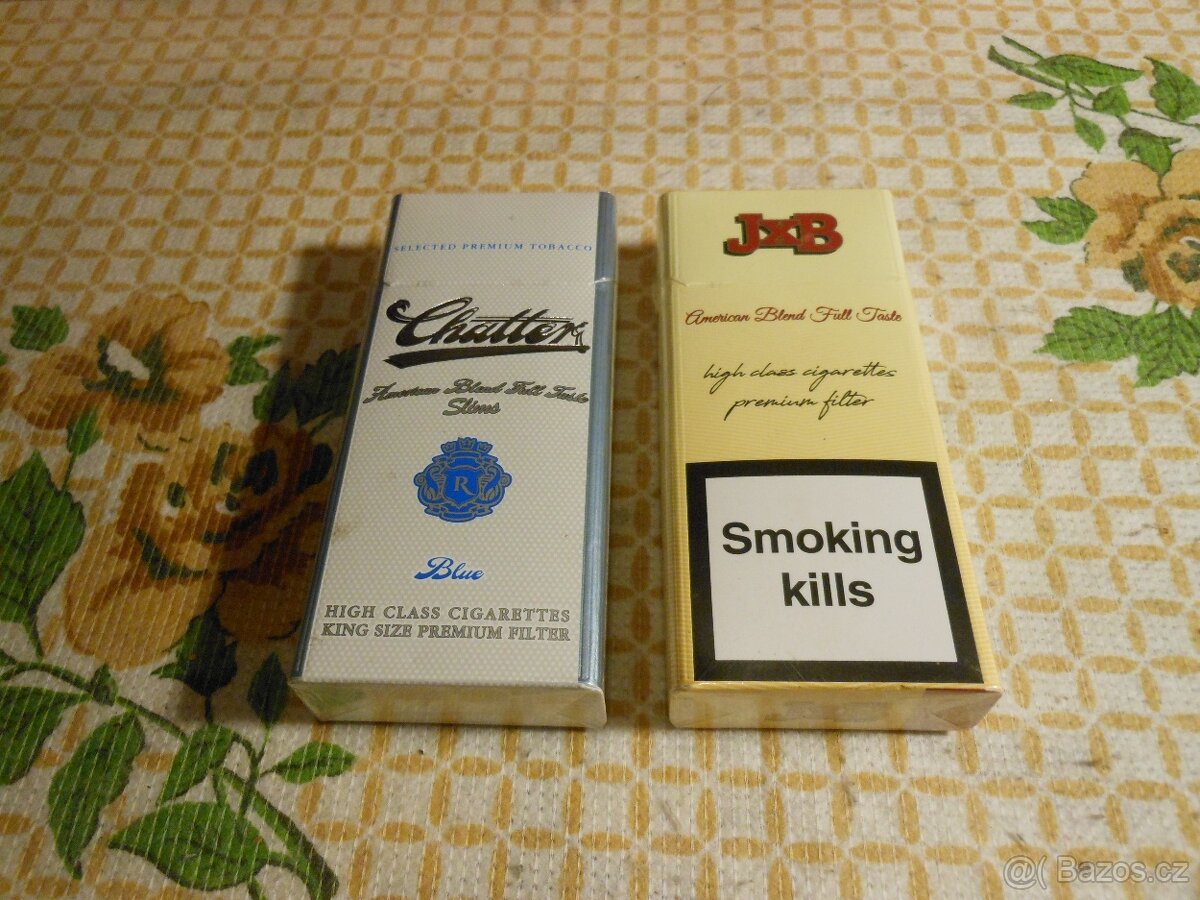 SELECTED PREMIUM TOBACCO
Chatter
American Blend Full Taste
Slims
R
Blue
HIGH CLASS CIGARETTES
KING SIZE PREMIUM FILTER
J&B
American Blend Full Taste
high class cigarettes
premium filter
Smoking
kills
@( Bazos.cz